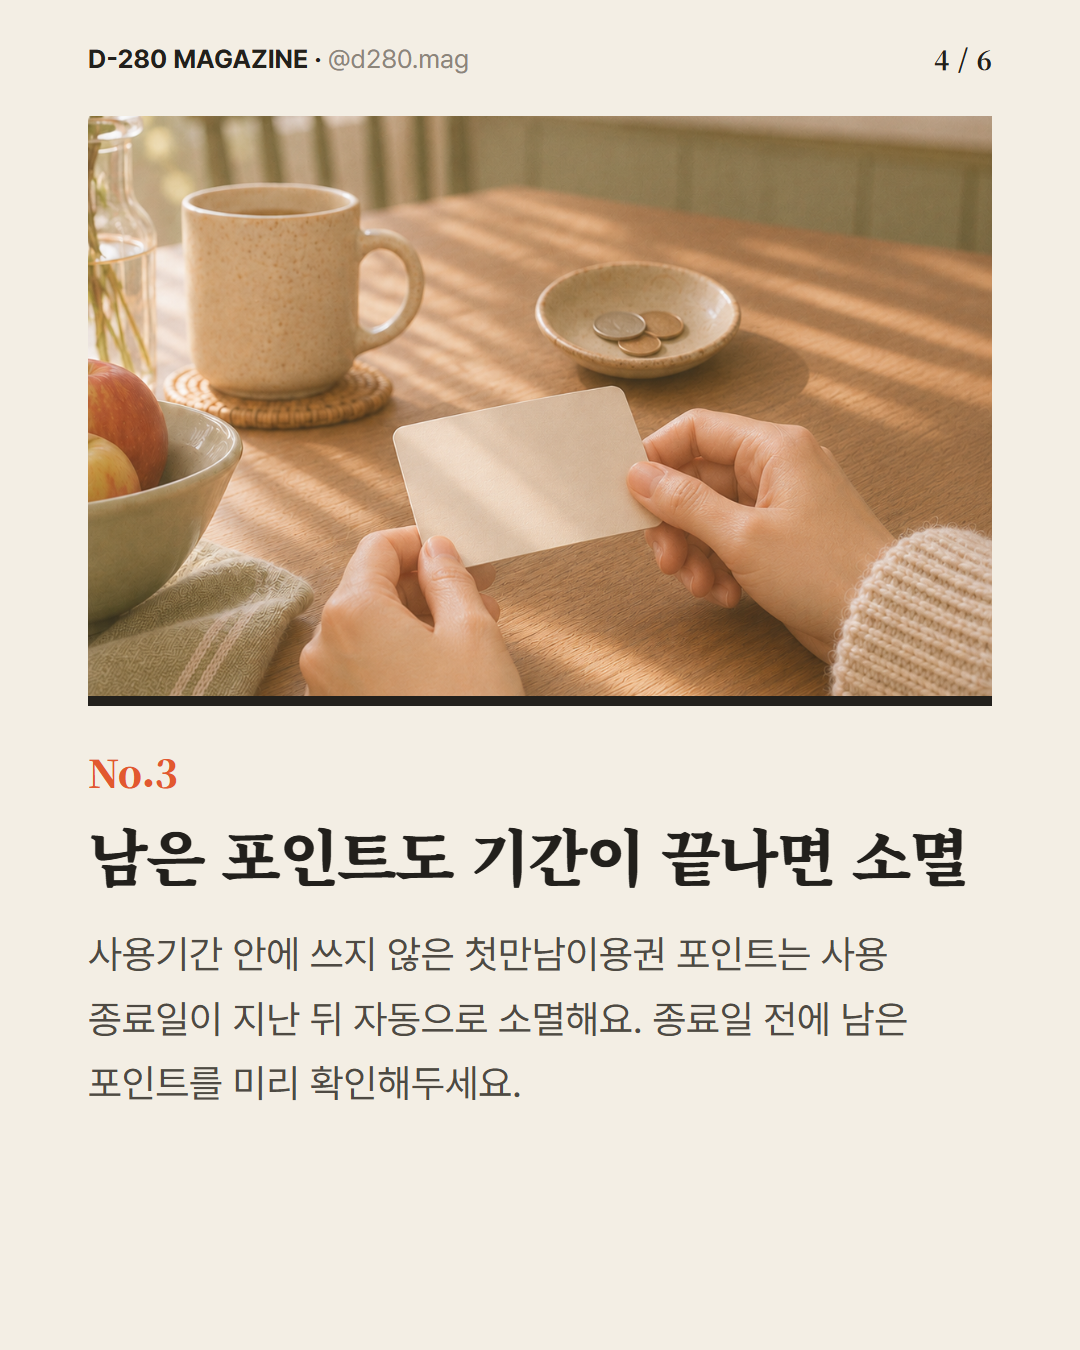 D-280 MAGAZINE · @d280.mag
4 / 6
No.3
남은 포인트도 기간이 끝나면 소멸
사용기간 안에 쓰지 않은 첫만남이용권 포인트는 사용
종료일이 지난 뒤 자동으로 소멸해요. 종료일 전에 남은
포인트를 미리 확인해두세요.